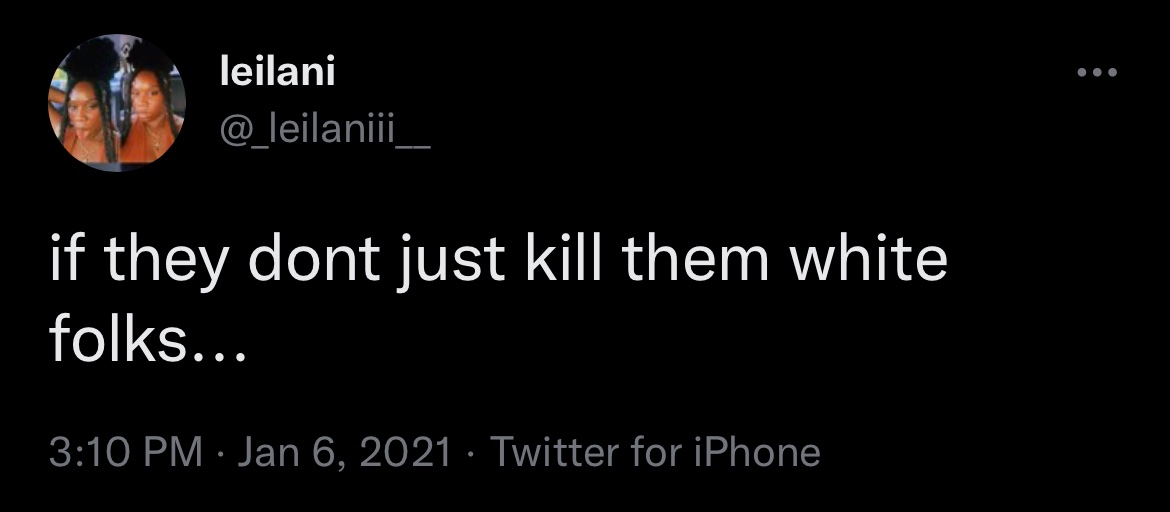 leilani
@_leilaniii__
if they dont just kill them white
folks...
3:10 PM · Jan 6, 2021 · Twitter for iPhone